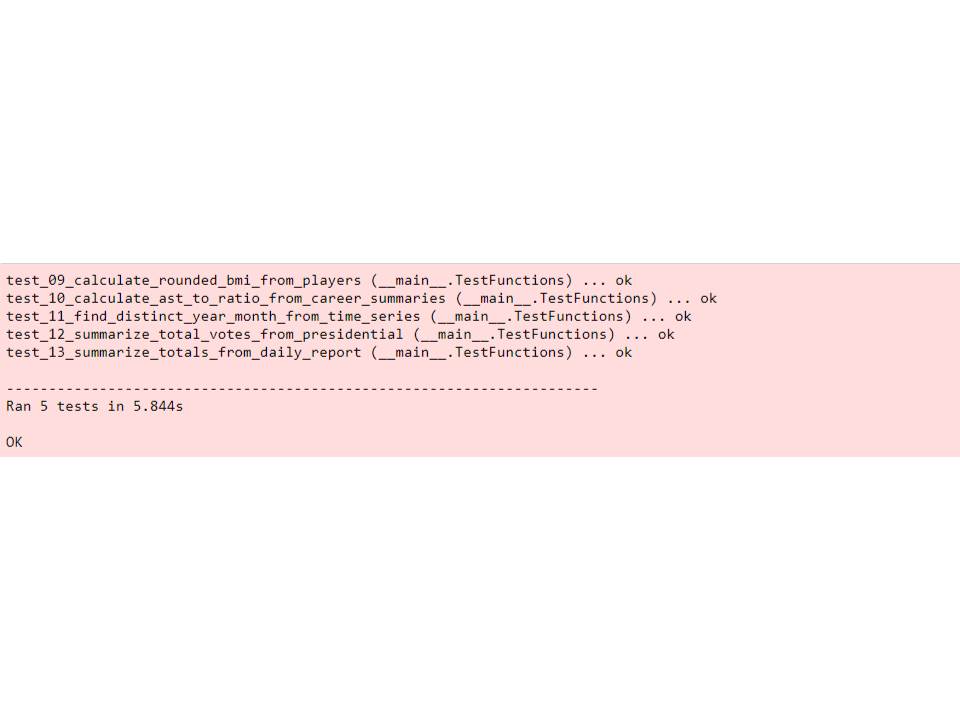 test_09_calculate_rounded_bmi_from_players (__main__.TestFunctions) ... ok
test_10_calculate_ast_to_ratio_from_career_summaries (__main__.TestFunctions) ... ok
test_11_find_distinct_year_month_from_time_series (__main__.TestFunctions) ... ok
test_12_summarize_total_votes_from_presidential (__main__.TestFunctions) ... ok
test_13_summarize_totals_from_daily_report (__main__.TestFunctions) ... ok
----------------------------------------------------------------------
Ran 5 tests in 5.844s
OK